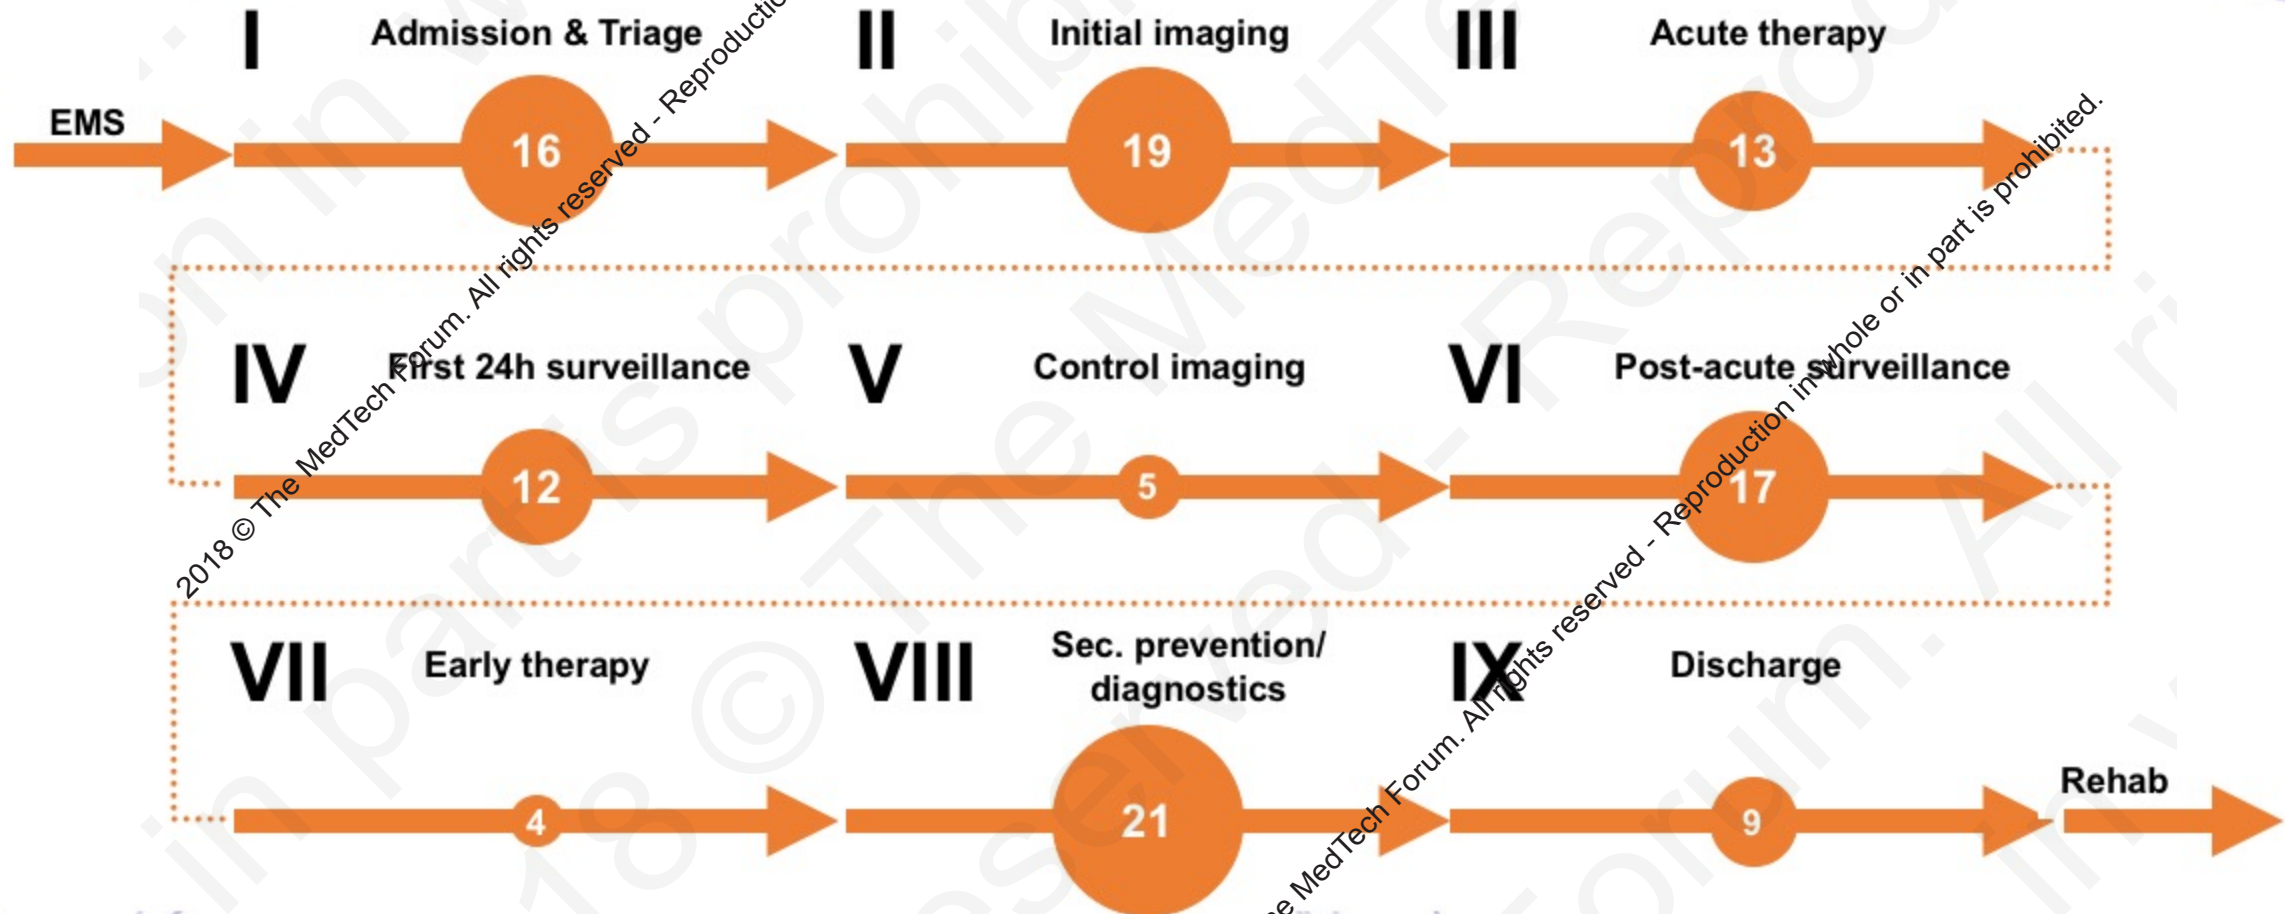 I
Admission & Triage
II
Initial imaging
III
Acute therapy
EMS
16
19
13
IV
First 24h surveillance
V
Control imaging
VI
Post-acute surveillance
12
5
17
VII
Early therapy
VIII
Sec. prevention/
diagnostics
IX
Discharge
Rehab
4
21
9
2018 © The MedTech Forum. All rights reserved - Reproductio
he MedTech Forum. All rights reserved - Reproduction in whole or in part is prohibited.